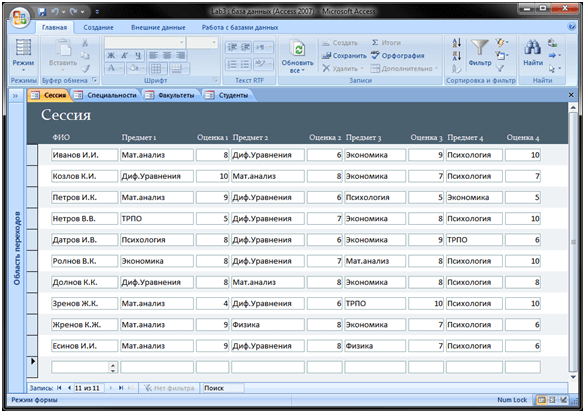 Lab3 : база данных (Access 2007) - Microsoft Access
Главная Создание Внешние данные Работа с базами данных
Режим
Режимы
Вставить
Буфер обмена
Ж К Ч
Шрифт
Текст RTF
Обновить все
Создать
Сохранить
Удалить
Итоги
Орфография
Дополнительно
Записи
Фильтр
Сортировка и фильтр
Найти
Найти
Сессия Специальности Факультеты Студенты
Область переходов
Сессия
ФИО Предмет 1 Оценка 1 Предмет 2 Оценка 2 Предмет 3 Оценка 3 Предмет 4 Оценка 4
Иванов И.И. Мат.анализ 8 Диф.Уравнения 6 Экономика 9 Психология 10
Козлов К.И. Диф.Уравнения 10 Мат.анализ 8 Экономика 7 Психология 7
Петров И.К. Мат.анализ 9 Диф.Уравнения 6 Психология 5 Экономика 5
Нетров В.В. ТРПО 5 Диф.Уравнения 7 Экономика 8 Психология 10
Датров И.В. Психология 8 Диф.Уравнения 6 Экономика 9 ТРПО 6
Ролнов В.К. Экономика 8 Диф.Уравнения 7 Мат.анализ 8 Психология 10
Долнов К.К. Диф.Уравнения 8 Мат.анализ 8 Экономика 8 Психология 8
Зренов Ж.К. Мат.анализ 4 Диф.Уравнения 6 ТРПО 10 Психология 10
Жренов К.Ж. Мат.анализ 9 Физика 8 Экономика 7 Психология 6
Есинов И.И. Мат.анализ 9 Диф.Уравнения 8 Физика 7 Психология 6
Запись: 11 из 11 Нет фильтра Поиск
Режим формы Num Lock